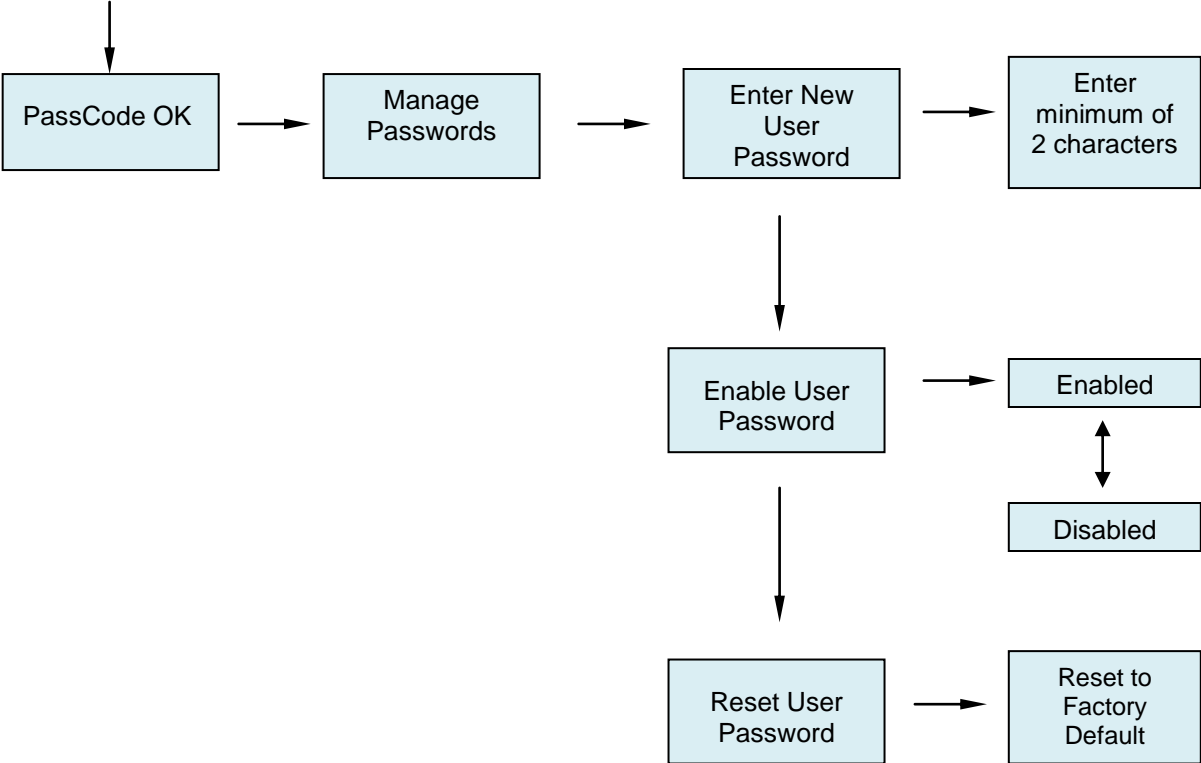 PassCode OK
Manage
Passwords
Enter New
User
Password
Enter
minimum of
2 characters
Enable User
Password
Enabled
Disabled
Reset User
Password
Reset to
Factory
Default